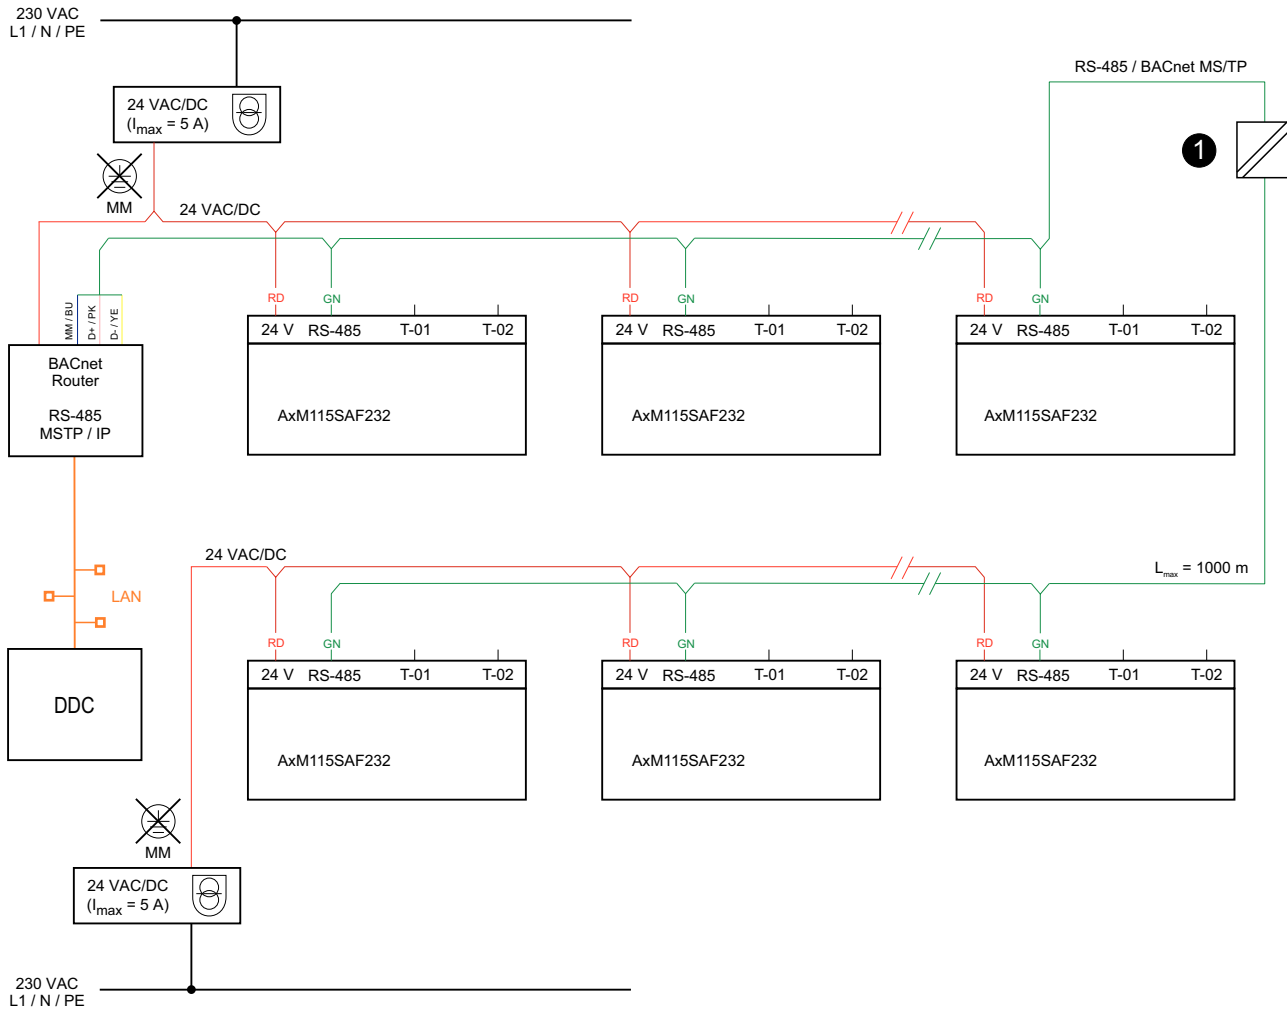 230 VAC
L1 / N / PE
RS-485 / BACnet MS/TP
24 VAC/DC
(Imax = 5 A)
1
MM
24 VAC/DC
MM / BU
D+ / PK
D- / YE
RD GN RD GN RD GN
24 V RS-485 T-01 T-02
24 V RS-485 T-01 T-02
24 V RS-485 T-01 T-02
BACnet
Router
RS-485
MSTP / IP
AxM115SAF232
AxM115SAF232
AxM115SAF232
24 VAC/DC
Lmax = 1000 m
LAN
RD GN RD GN RD GN
24 V RS-485 T-01 T-02
24 V RS-485 T-01 T-02
24 V RS-485 T-01 T-02
DDC
AxM115SAF232
AxM115SAF232
AxM115SAF232
MM
24 VAC/DC
(Imax = 5 A)
230 VAC
L1 / N / PE